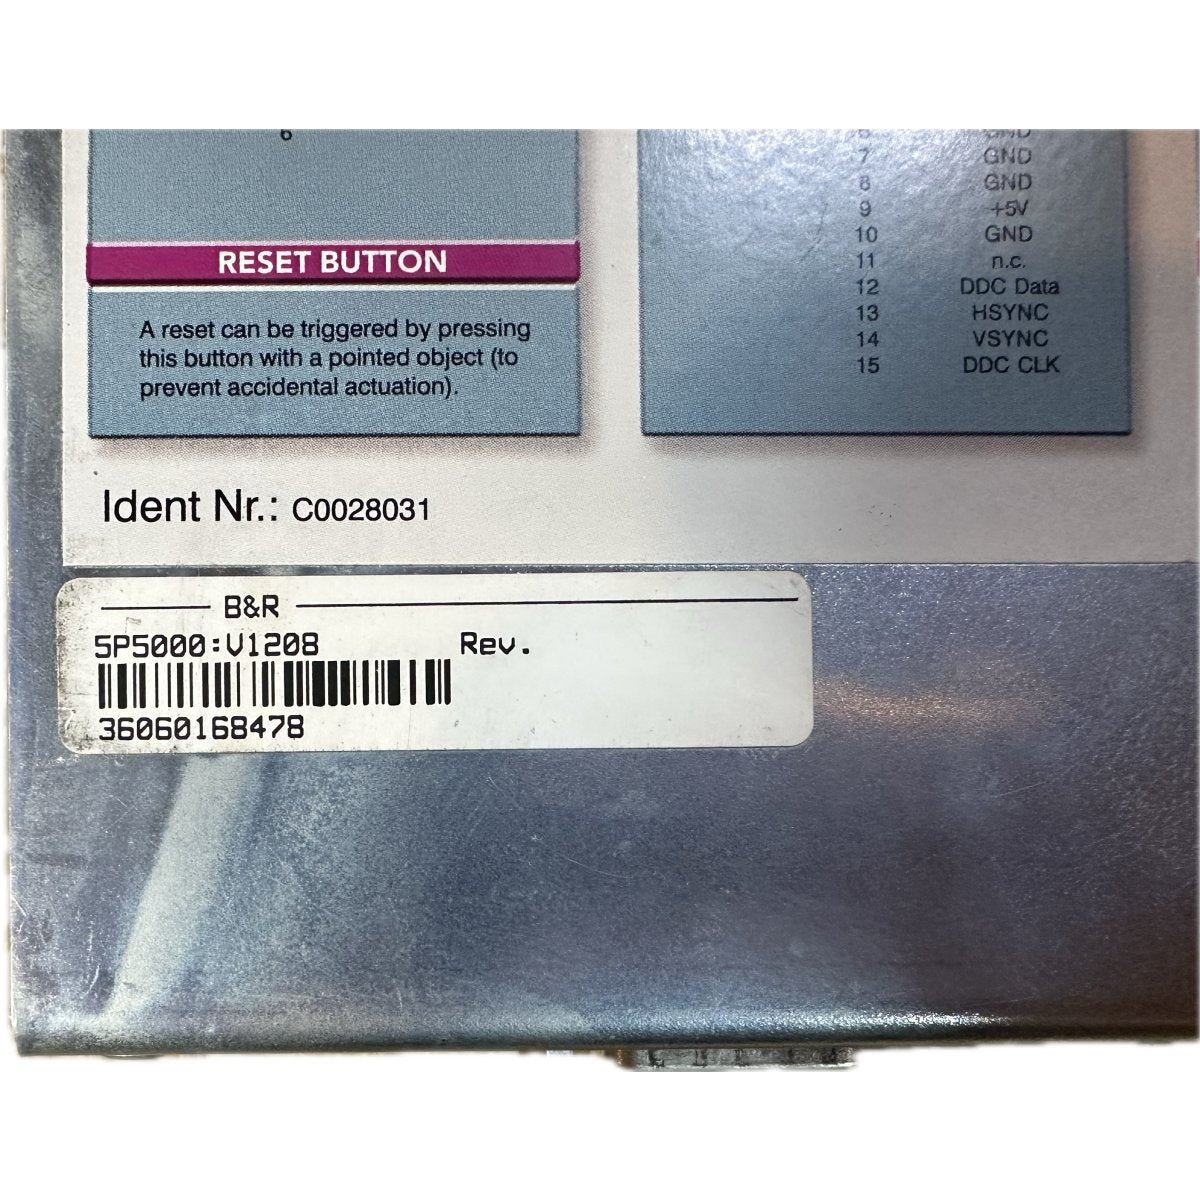 6
RESET BUTTON
A reset can be triggered by pressing
this button with a pointed object (to
prevent accidental actuation).
6 GND
7 GND
8 GND
9 +5V
10 GND
11 n.c.
12 DDC Data
13 HSYNC
14 VSYNC
15 DDC CLK
Ident Nr.: C0028031
B&R
5P5000:V1208 Rev.
36060168478